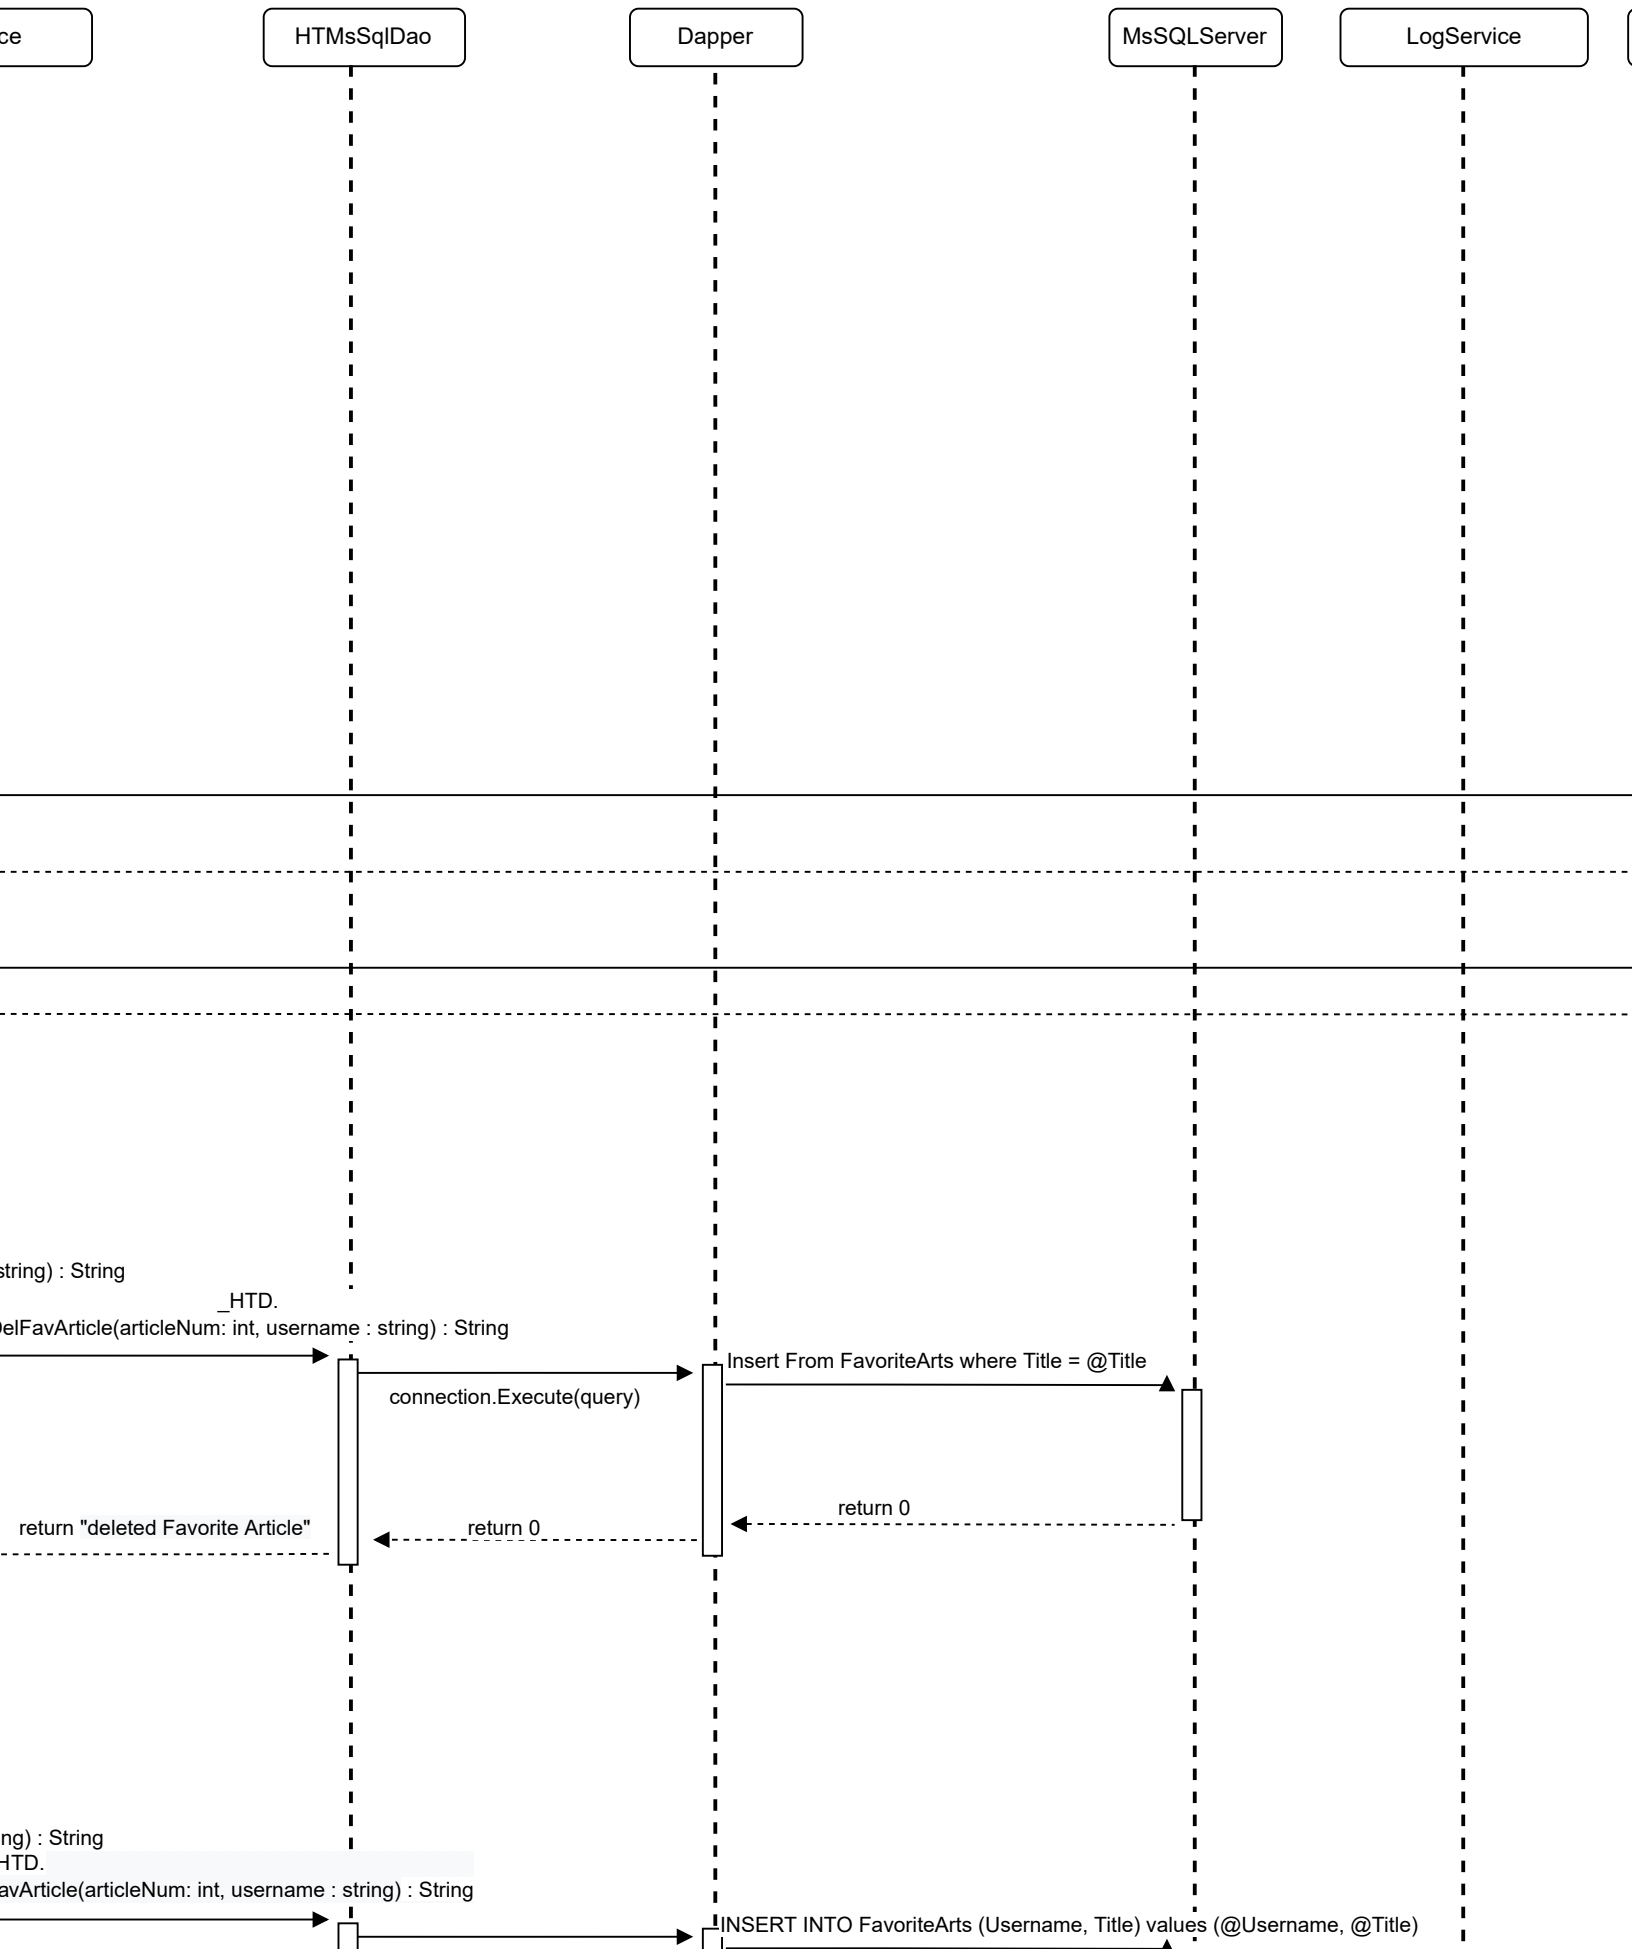 ce
HTMsSqlDao
Dapper
MsSQLServer
LogService
string) : String
_HTD.
DelFavArticle(articleNum: int, username : string) : String
Insert From FavoriteArts where Title = @Title
connection.Execute(query)
return 0
return "deleted Favorite Article"
return 0
ng) : String
HTD.
avArticle(articleNum: int, username : string) : String
INSERT INTO FavoriteArts (Username, Title) values (@Username, @Title)